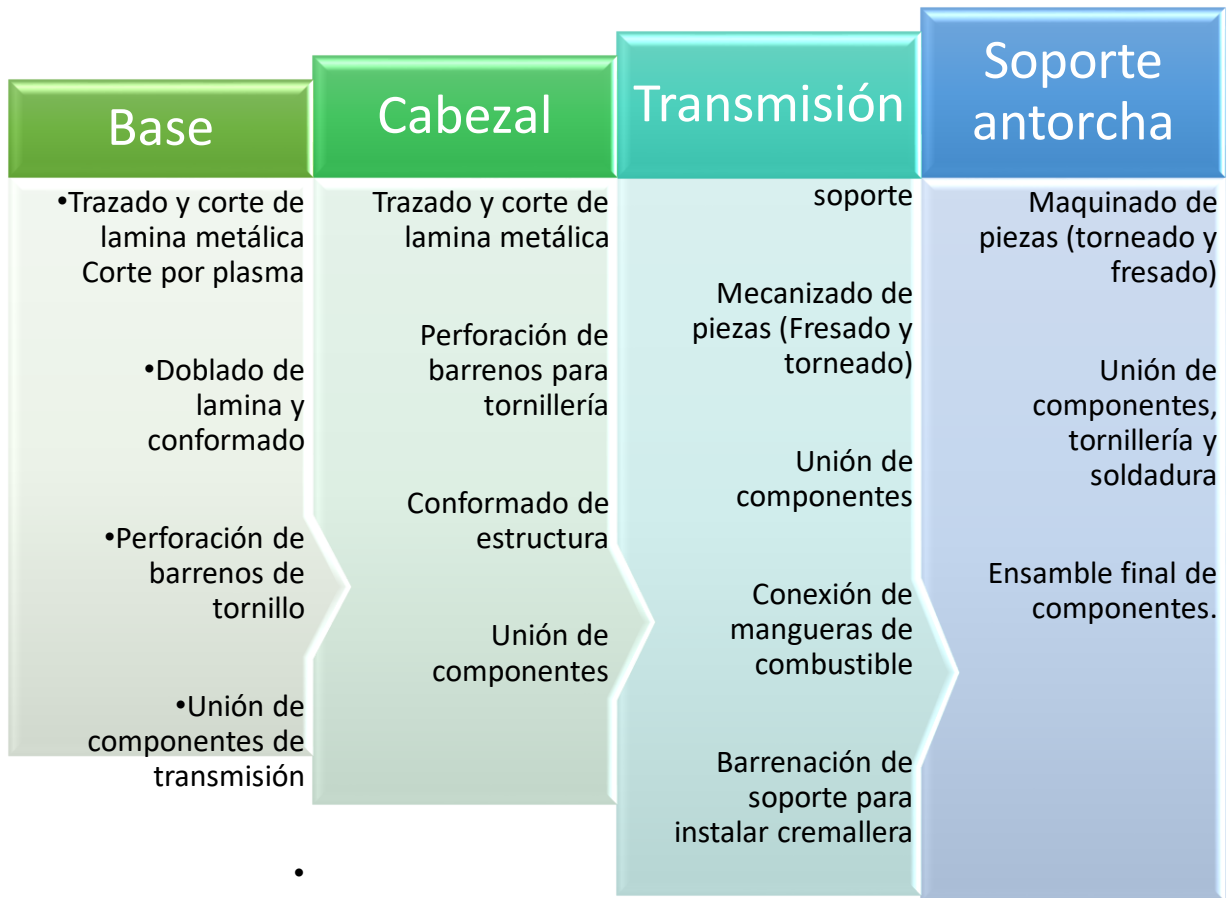 Base
•Trazado y corte de
lamina metálica
Corte por plasma
•Doblado de
lamina y
conformado
•Perforación de
barrenos de
tornillo
•Unión de
componentes de
transmisión
•
Cabezal
Trazado y corte de
lamina metálica
Perforación de
barrenos para
tornillería
Conformado de
estructura
Unión de
componentes
Transmisión
soporte
Mecanizado de
piezas (Fresado y
torneado)
Unión de
componentes
Conexión de
mangueras de
combustible
Barrenación de
soporte para
instalar cremallera
Soporte
antorcha
Maquinado de
piezas (torneado y
fresado)
Unión de
componentes,
tornillería y
soldadura
Ensamble final de
componentes.